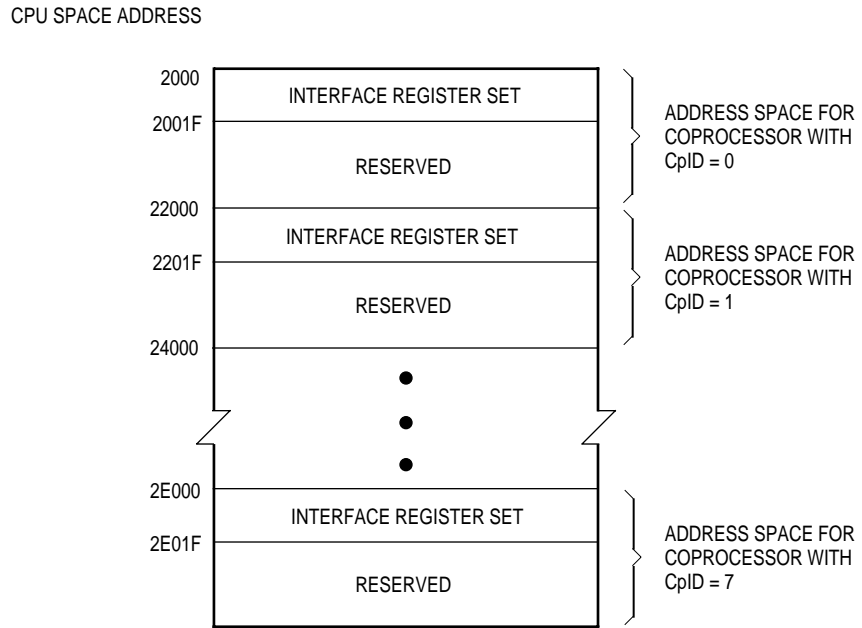 CPU SPACE ADDRESS
2000
INTERFACE REGISTER SET
2001F
RESERVED
ADDRESS SPACE FOR
COPROCESSOR WITH
CpID = 0
22000
INTERFACE REGISTER SET
2201F
RESERVED
ADDRESS SPACE FOR
COPROCESSOR WITH
CpID = 1
24000
2E000
INTERFACE REGISTER SET
2E01F
RESERVED
ADDRESS SPACE FOR
COPROCESSOR WITH
CpID = 7